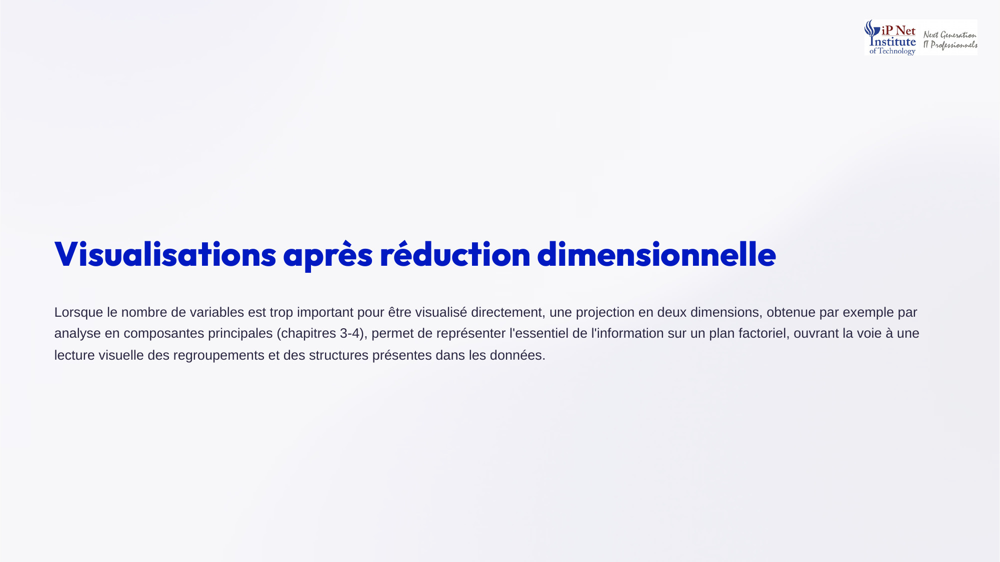 iP Net
Institute
of Technology
Next Generation
IT Professionnels
Visualisations après réduction dimensionnelle
Lorsque le nombre de variables est trop important pour être visualisé directement, une projection en deux dimensions, obtenue par exemple par
analyse en composantes principales (chapitres 3-4), permet de représenter l'essentiel de l'information sur un plan factoriel, ouvrant la voie à une
lecture visuelle des regroupements et des structures présentes dans les données.